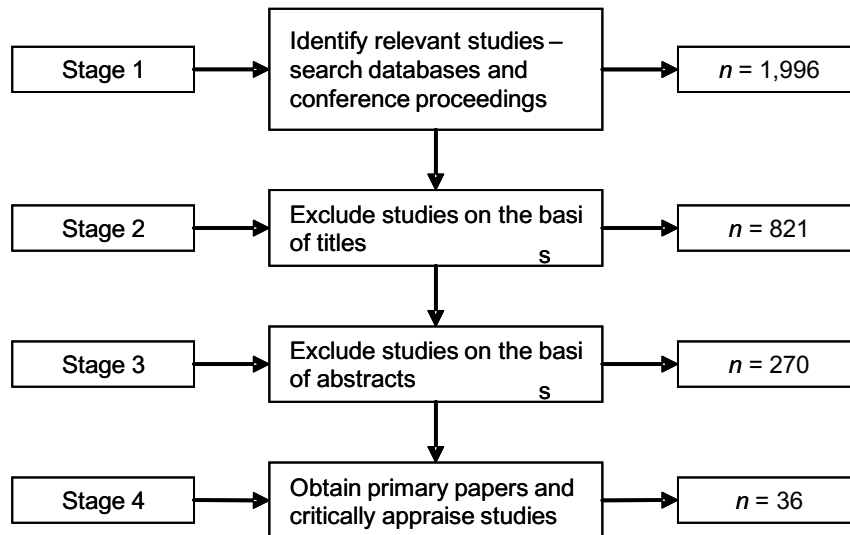 Stage 1
Identify relevant studies –
search databases and
conference proceedings
n = 1,996
Stage 2
Exclude studies on the basi
of titles
s
n = 821
Stage 3
Exclude studies on the basi
of abstracts
s
n = 270
Stage 4
Obtain primary papers and
critically appraise studies
n = 36